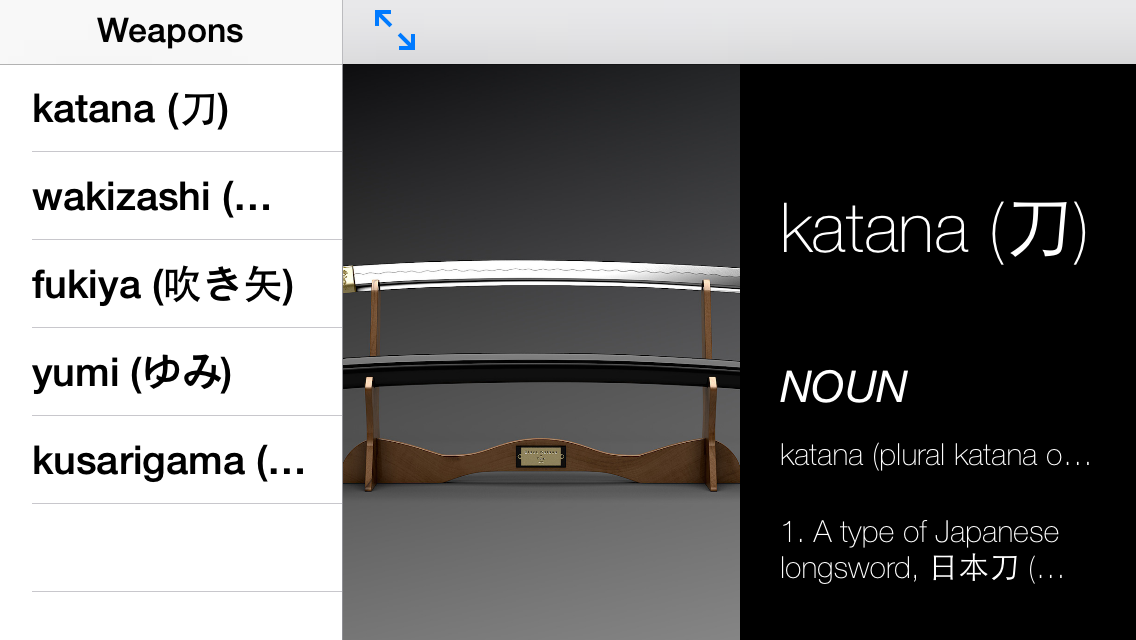 Weapons
katana (刀)
wakizashi (…
fukiya (吹き矢)
yumi (ゆみ)
kusarigama (…
katana (刀)
NOUN
katana (plural katana o…
1. A type of Japanese
longsword, 日本刀 (…